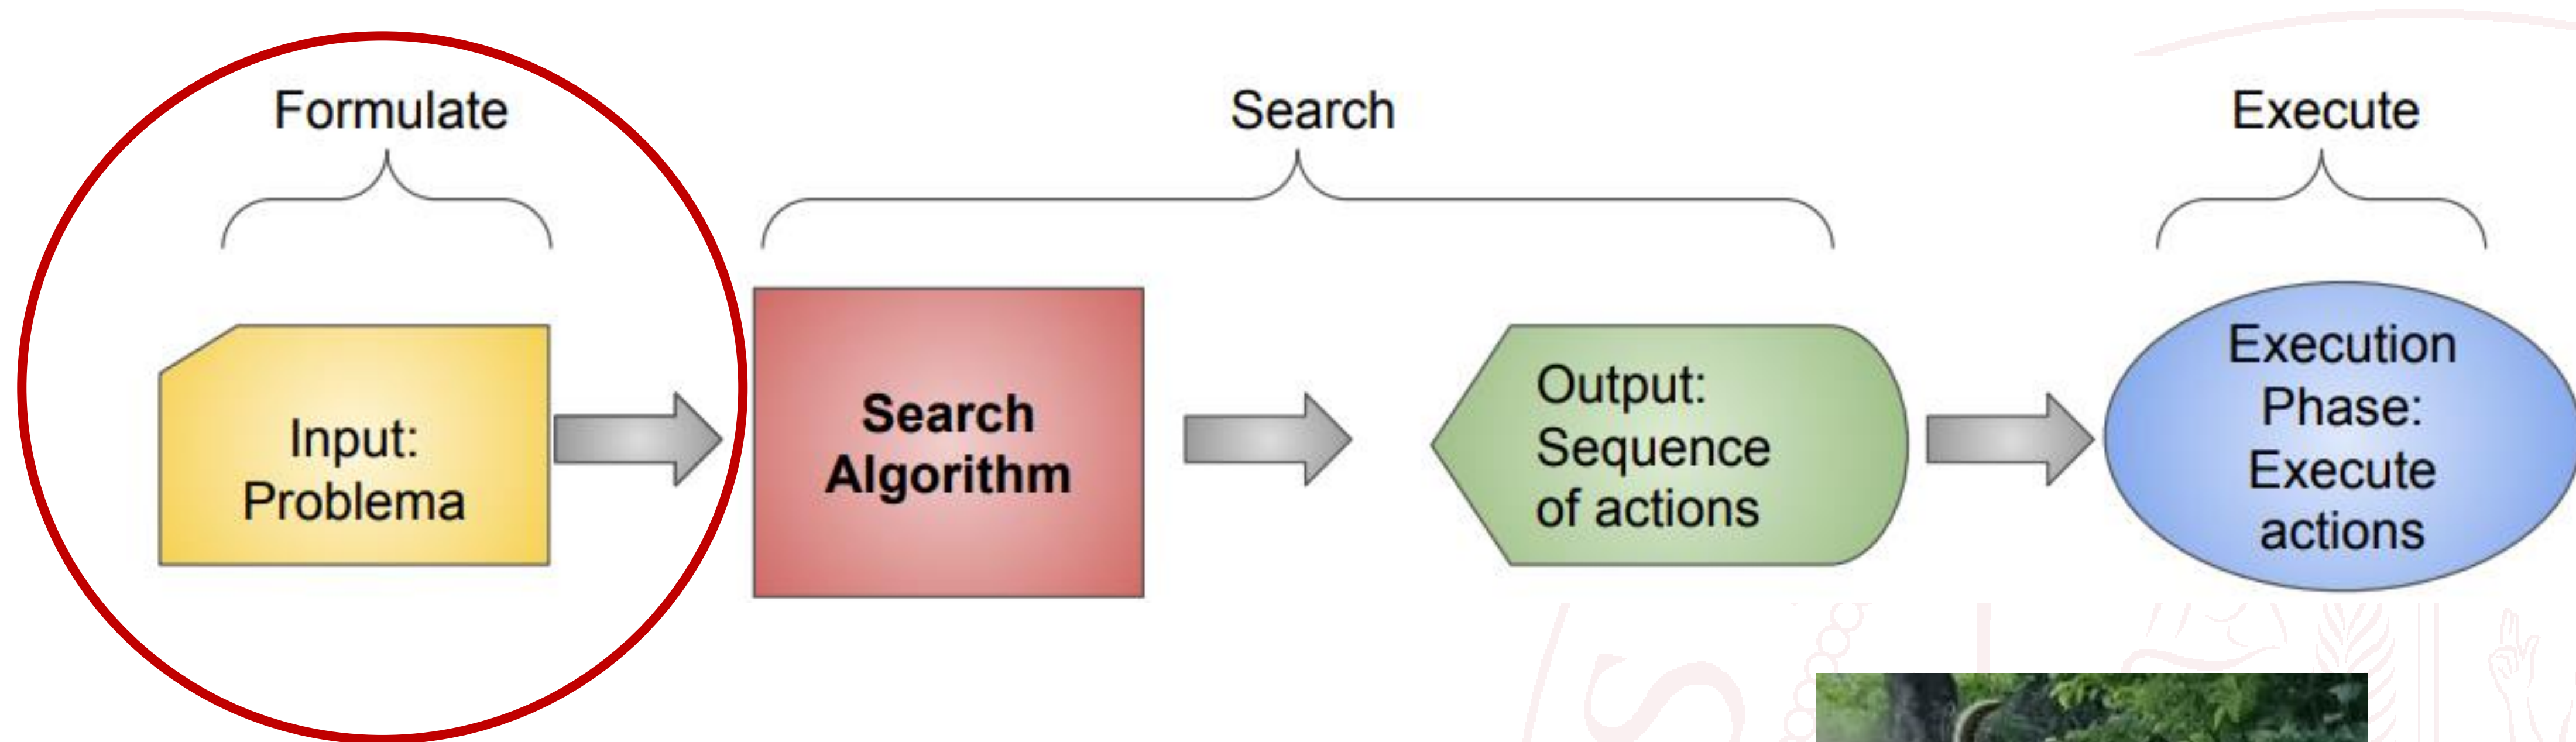 Formulate
Search
Execute
Input:
Problema
Search
Algorithm
Output:
Sequence
of actions
Execution
Phase:
Execute
actions